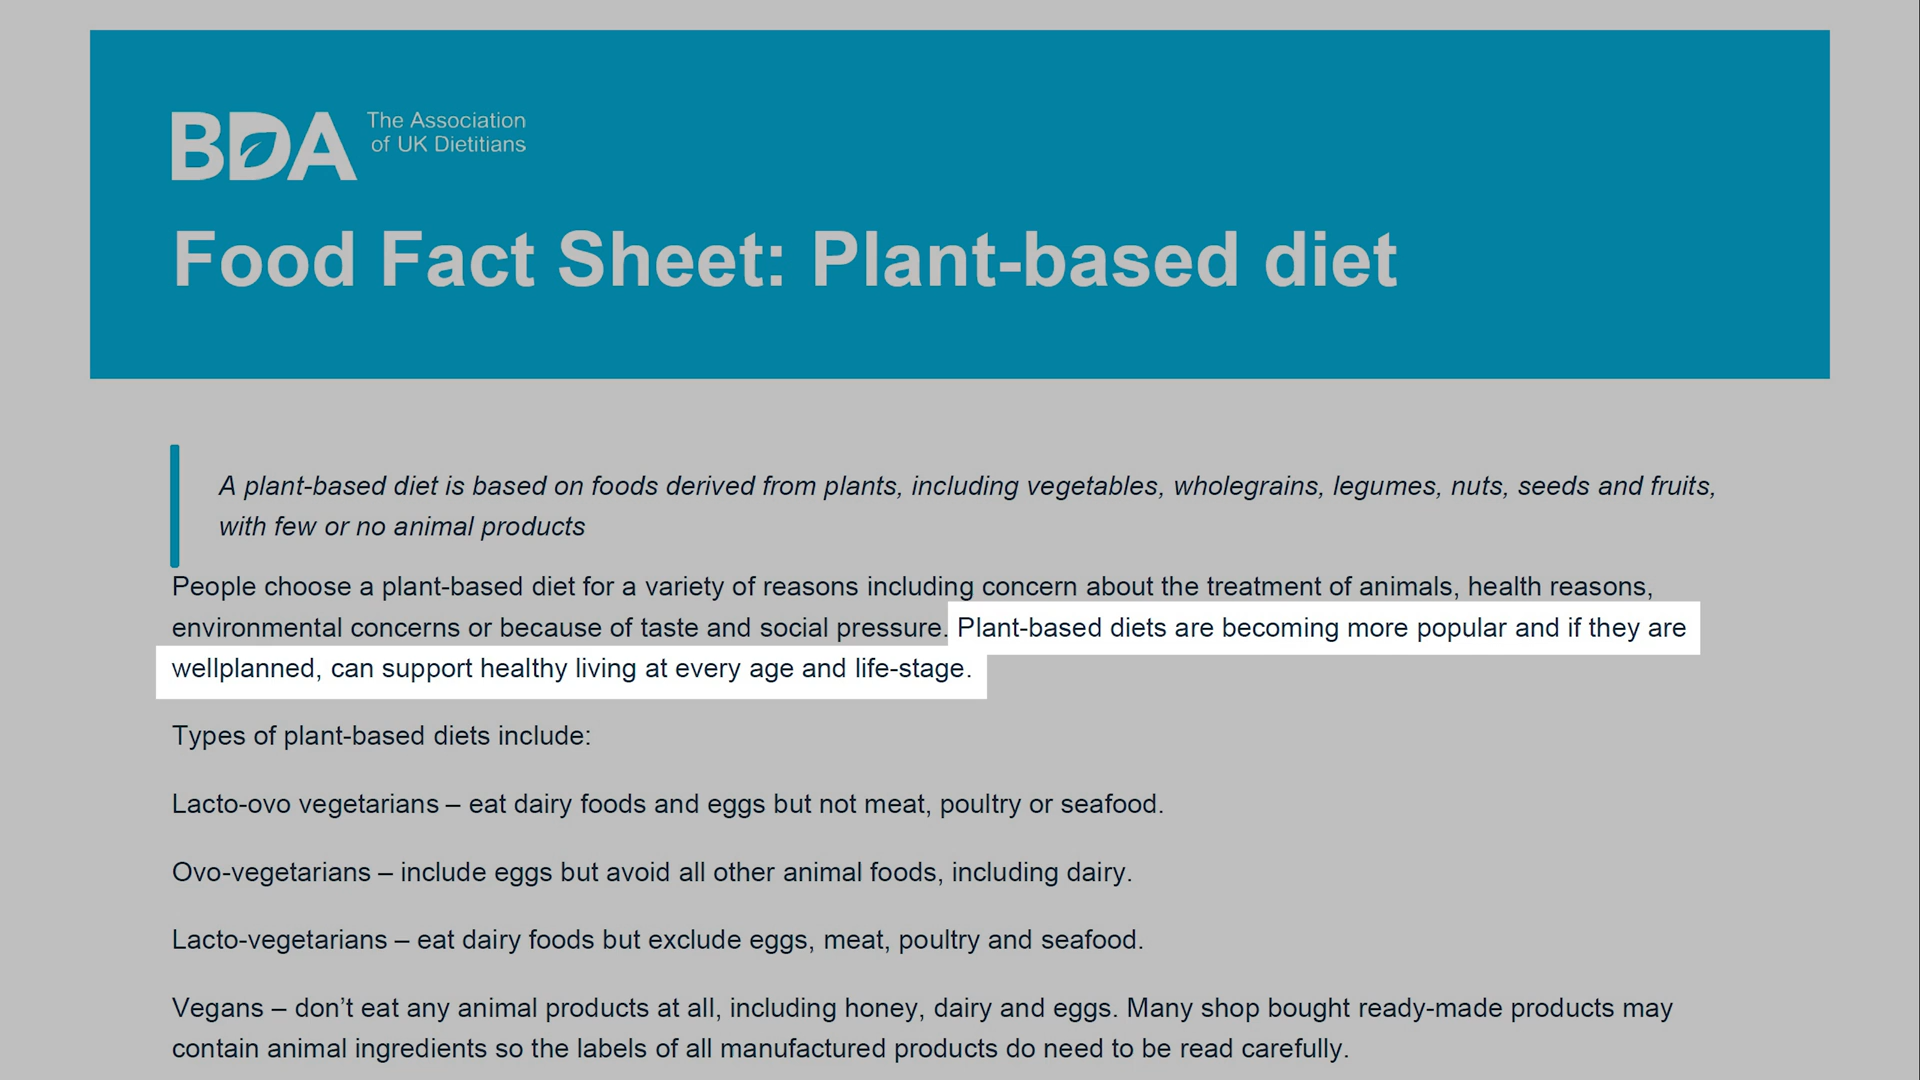 BDA
The Association
of UK Dietitians
Food Fact Sheet: Plant-based diet
A plant-based diet is based on foods derived from plants, including vegetables, wholegrains, legumes, nuts, seeds and fruits,
with few or no animal products
People choose a plant-based diet for a variety of reasons including concern about the treatment of animals, health reasons,
environmental concerns or because of taste and social pressure. Plant-based diets are becoming more popular and if they are
wellplanned, can support healthy living at every age and life-stage.
Types of plant-based diets include:
Lacto-ovo vegetarians – eat dairy foods and eggs but not meat, poultry or seafood.
Ovo-vegetarians – include eggs but avoid all other animal foods, including dairy.
Lacto-vegetarians – eat dairy foods but exclude eggs, meat, poultry and seafood.
Vegans – don’t eat any animal products at all, including honey, dairy and eggs. Many shop bought ready-made products may
contain animal ingredients so the labels of all manufactured products do need to be read carefully.